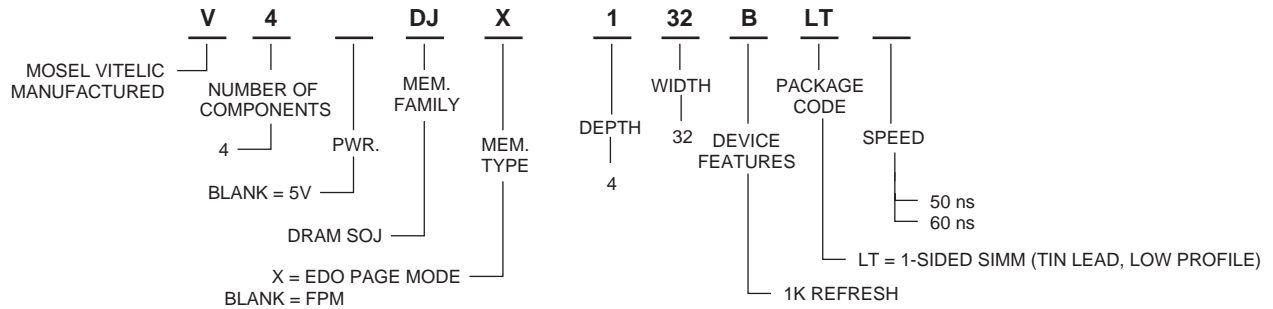 V 4 DJ X 1 32 B LT
MOSEL VITELIC
MANUFACTURED
NUMBER OF
COMPONENTS
4
PWR.
BLANK = 5V
MEM.
FAMILY
DRAM SOJ
MEM.
TYPE
X = EDO PAGE MODE
BLANK = FPM
DEPTH
4
WIDTH
32
DEVICE
FEATURES
1K REFRESH
PACKAGE
CODE
LT = 1-SIDED SIMM (TIN LEAD, LOW PROFILE)
SPEED
50 ns
60 ns